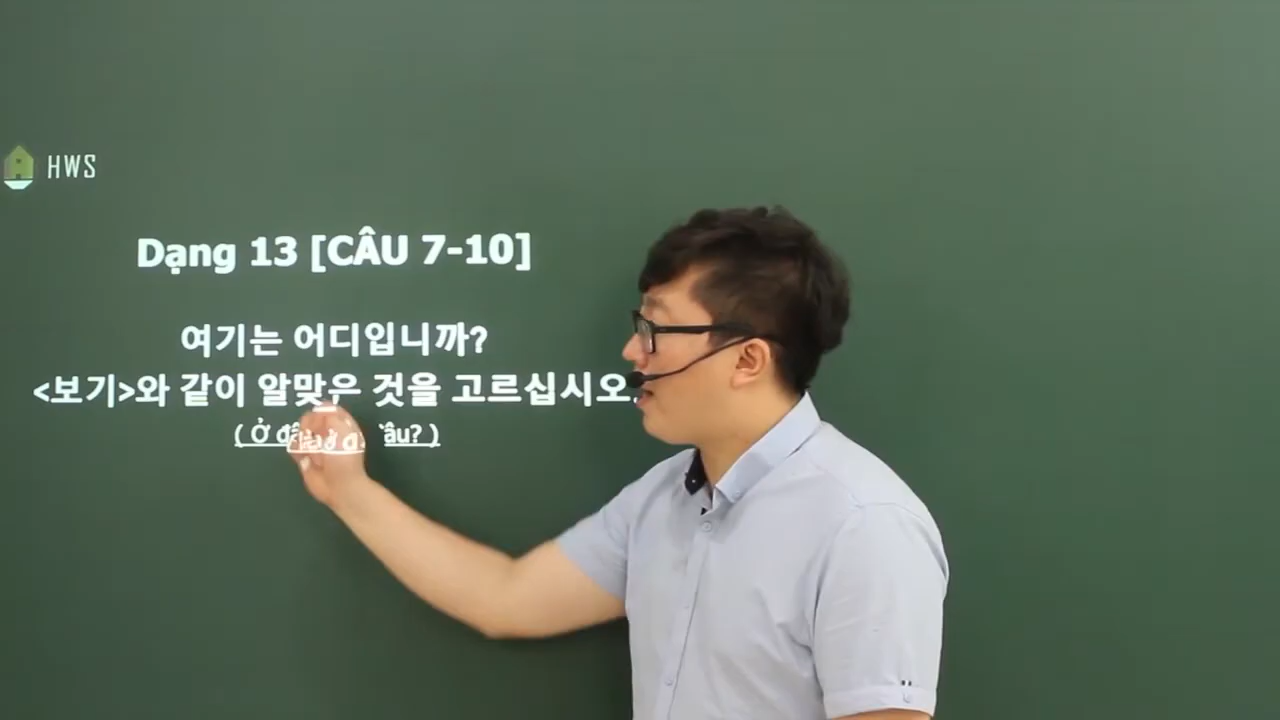 HWS
Dạng 13 [CÂU 7-10]
여기는 어디입니까?
<보기>와 같이 알맞은 것을 고르십시오.
( Ở